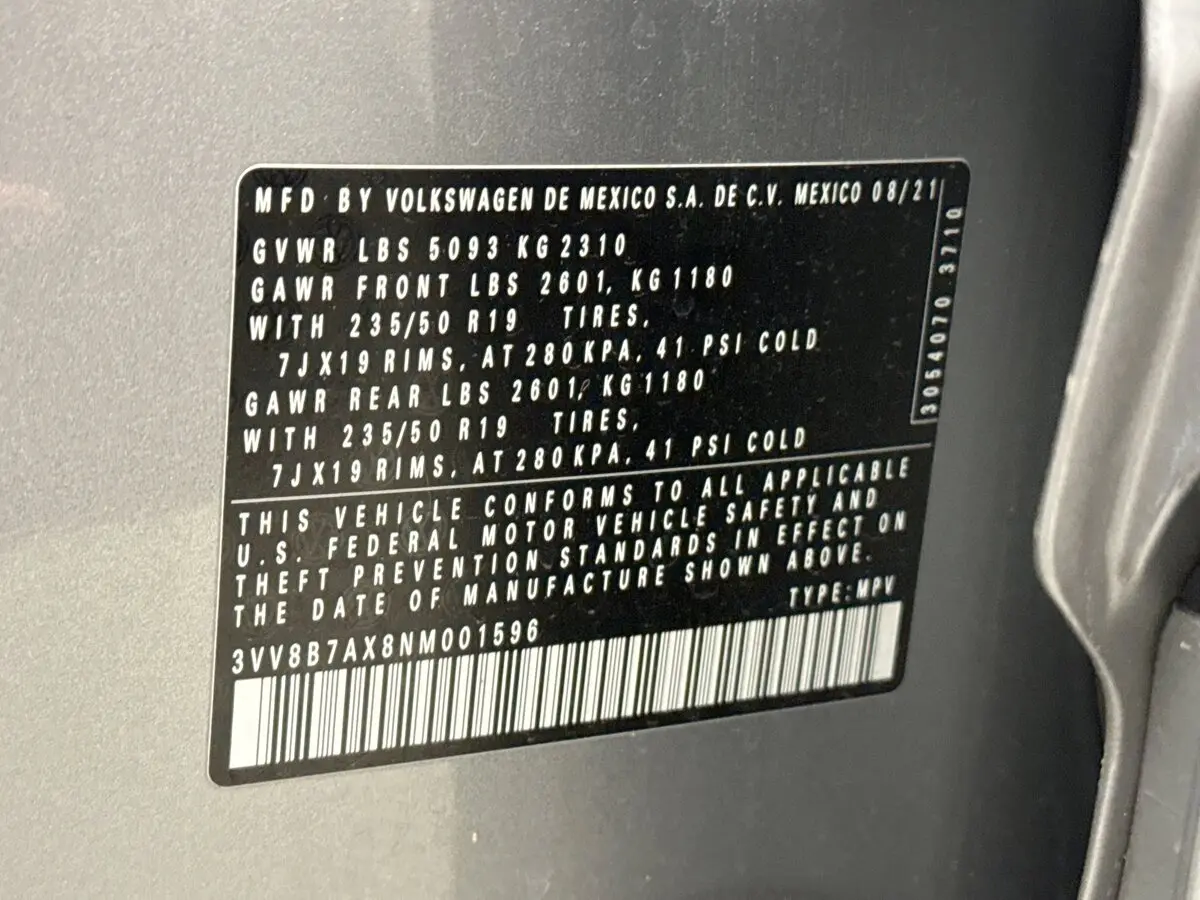 MFD BY VOLKSWAGEN DE MEXICO S.A. DE C.V. MEXICO 08/21
GVWR LBS 5093 KG 2310
GAWR FRONT LBS 2601, KG 1180
WITH 235/50 R19 TIRES,
7JX19 RIMS, AT 280 KPA, 41 PSI COLD
GAWR REAR LBS 2601, KG 1180
WITH 235/50 R19 TIRES,
7JX19 RIMS, AT 280 KPA, 41 PSI COLD
3054070 3710
THIS VEHICLE CONFORMS TO ALL APPLICABLE
U.S. FEDERAL MOTOR VEHICLE SAFETY AND
THEFT PREVENTION STANDARDS IN EFFECT ON
THE DATE OF MANUFACTURE SHOWN ABOVE.
TYPE: MPV
3VV8B7AX8NM001596